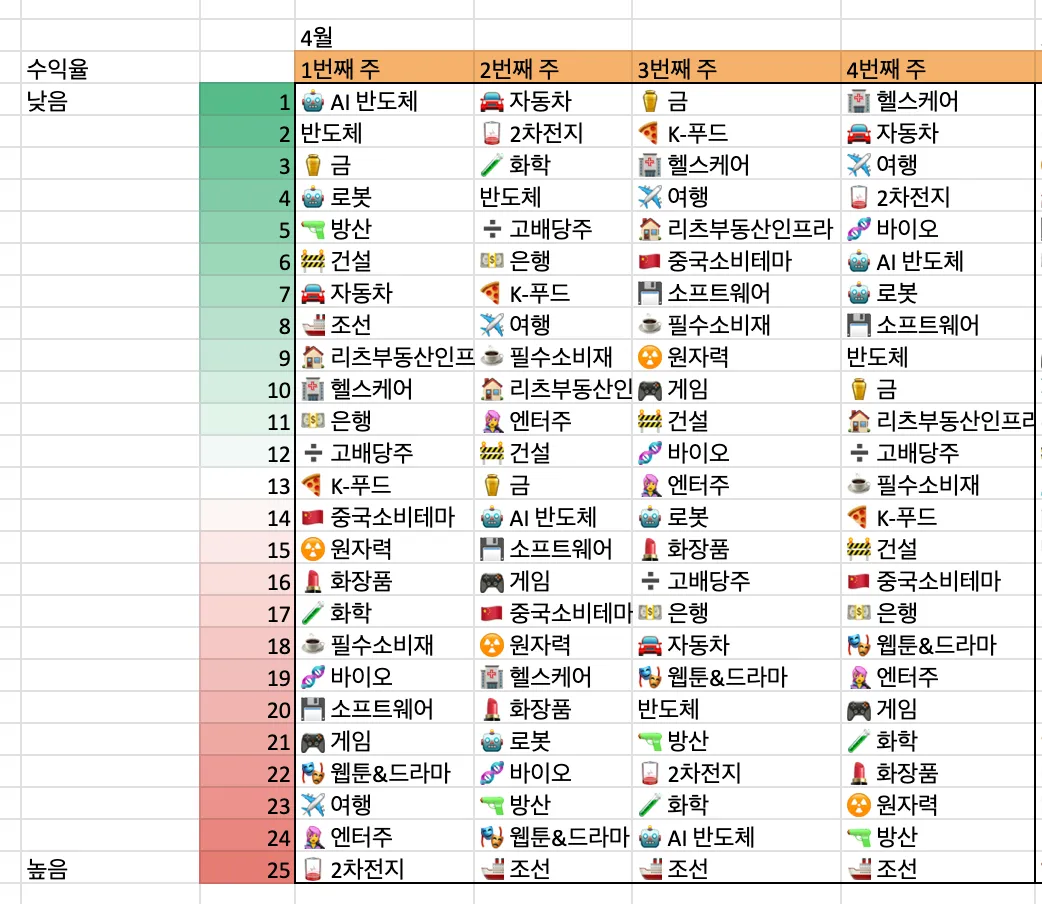 4월
수익율 1번째 주 2번째 주 3번째 주 4번째 주
낮음 1 🤖 AI 반도체 🚘 자동차 ⚱️ 금 🏥 헬스케어
2 반도체 🪫 2차전지 🍕 K-푸드 🚘 자동차
3 ⚱️ 금 🧪 화학 🏥 헬스케어 ✈️ 여행
4 🤖 로봇 반도체 ✈️ 여행 🪫 2차전지
5 🔫 방산 ➗ 고배당주 🏠 리츠부동산인프라 🧬 바이오
6 🚧 건설 💵 은행 🇨🇳 중국소비테마 🤖 AI 반도체
7 🚘 자동차 🍕 K-푸드 💾 소프트웨어 🤖 로봇
8 🚢 조선 ✈️ 여행 ☕ 필수소비재 💾 소프트웨어
9 🏠 리츠부동산인프 ☕ 필수소비재 ☢️ 원자력 반도체
10 🏥 헬스케어 🏠 리츠부동산인 🎮 게임 ⚱️ 금
11 💵 은행 👩‍🎤 엔터주 🚧 건설 🏠 리츠부동산인프라
12 ➗ 고배당주 🚧 건설 🧬 바이오 ➗ 고배당주
13 🍕 K-푸드 ⚱️ 금 👩‍🎤 엔터주 ☕ 필수소비재
14 🇨🇳 중국소비테마 🤖 AI 반도체 🤖 로봇 🍕 K-푸드
15 ☢️ 원자력 💾 소프트웨어 💄 화장품 🚧 건설
16 💄 화장품 🎮 게임 ➗ 고배당주 🇨🇳 중국소비테마
17 🧪 화학 🇨🇳 중국소비테마 💵 은행 💵 은행
18 ☕ 필수소비재 ☢️ 원자력 🚘 자동차 🎭 웹툰&드라마
19 🧬 바이오 🏥 헬스케어 🎭 웹툰&드라마 👩‍🎤 엔터주
20 💾 소프트웨어 💄 화장품 반도체 🎮 게임
21 🎮 게임 🤖 로봇 🔫 방산 🧪 화학
22 🎭 웹툰&드라마 🧬 바이오 🪫 2차전지 💄 화장품
23 ✈️ 여행 🔫 방산 🧪 화학 ☢️ 원자력
24 👩‍🎤 엔터주 🎭 웹툰&드라마 🤖 AI 반도체 🔫 방산
높음 25 🪫 2차전지 🚢 조선 🚢 조선 🚢 조선